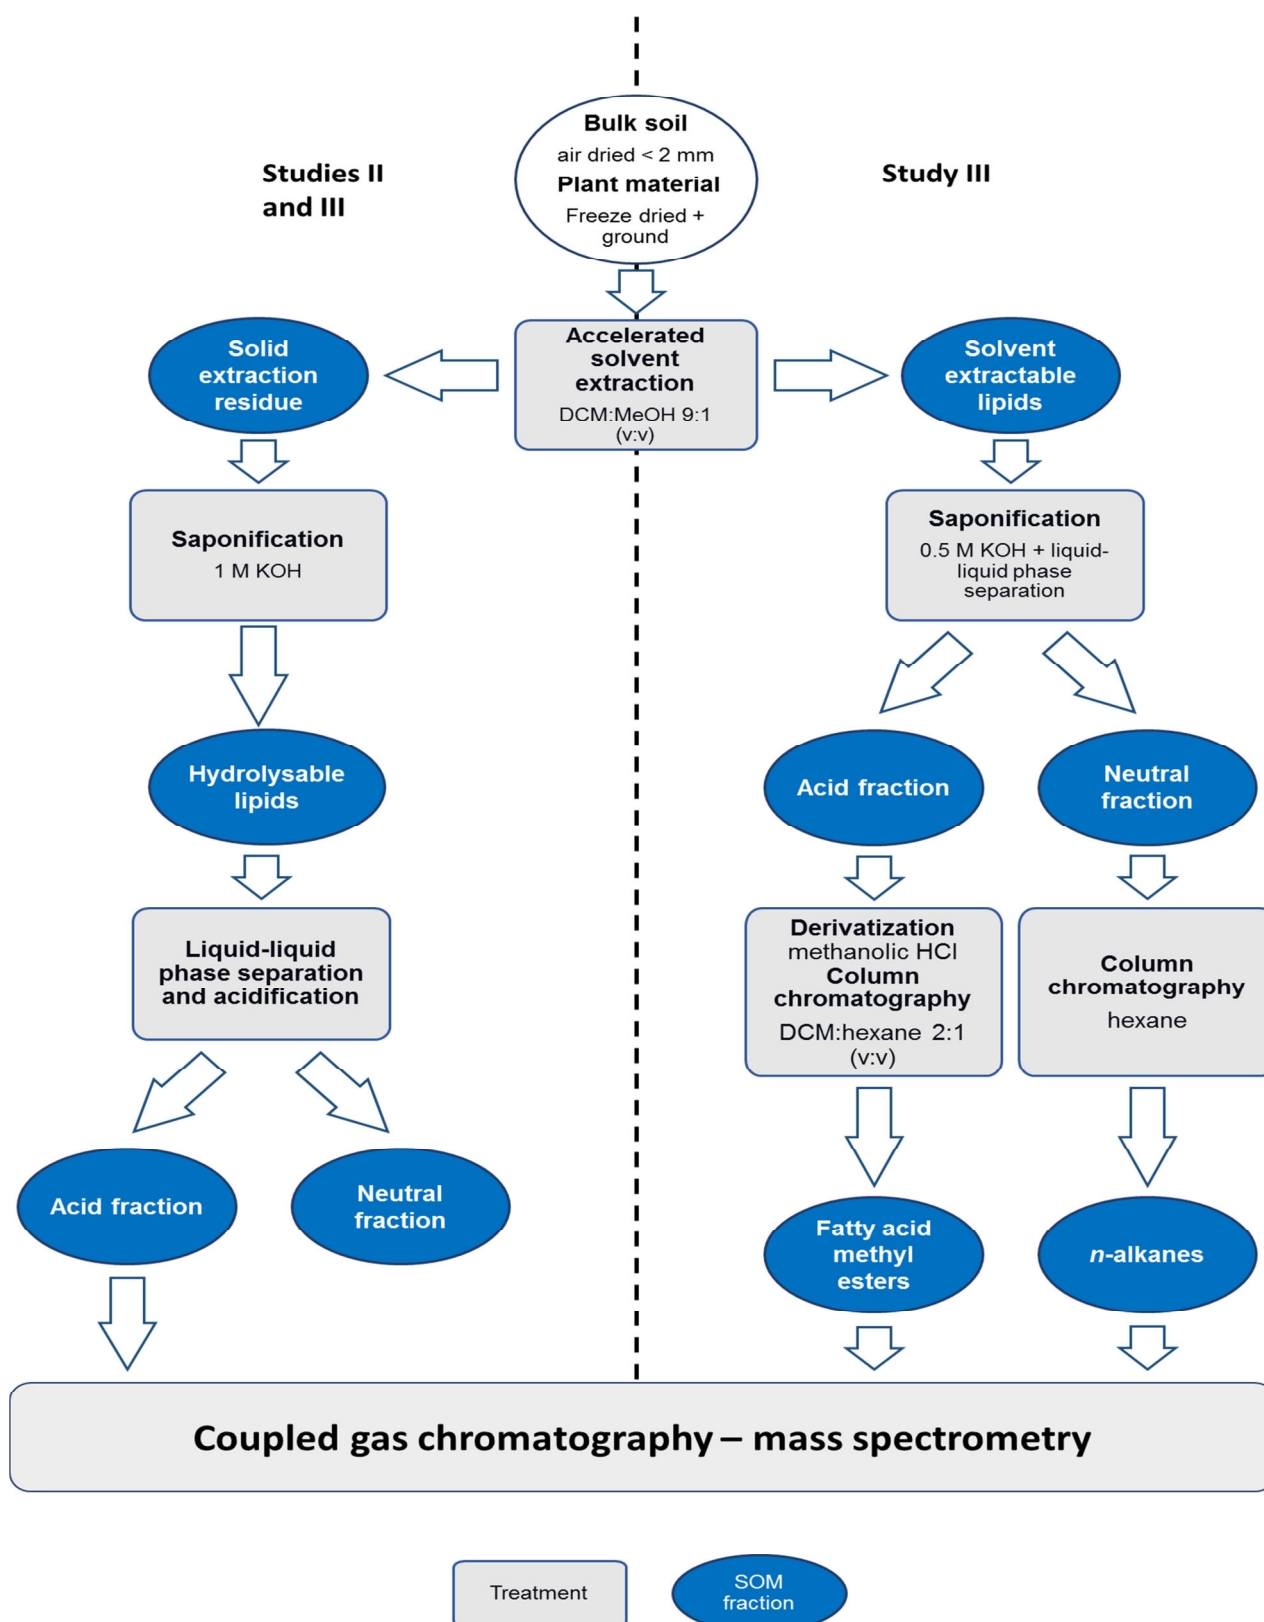 Bulk soil
air dried < 2 mm
Plant material
Freeze dried +
ground
Studies II
and III
Study III
Accelerated
solvent
extraction
DCM:MeOH 9:1
(v:v)
Solid
extraction
residue
Solvent
extractable
lipids
Saponification
1 M KOH
Saponification
0.5 M KOH + liquid-
liquid phase
separation
Hydrolysable
lipids
Acid fraction
Neutral
fraction
Liquid-liquid
phase separation
and acidification
Derivatization
methanolic HCl
Column
chromatography
DCM:hexane 2:1
(v:v)
Column
chromatography
hexane
Acid fraction
Neutral
fraction
Fatty acid
methyl
esters
n-alkanes
Coupled gas chromatography – mass spectrometry
Treatment
SOM
fraction